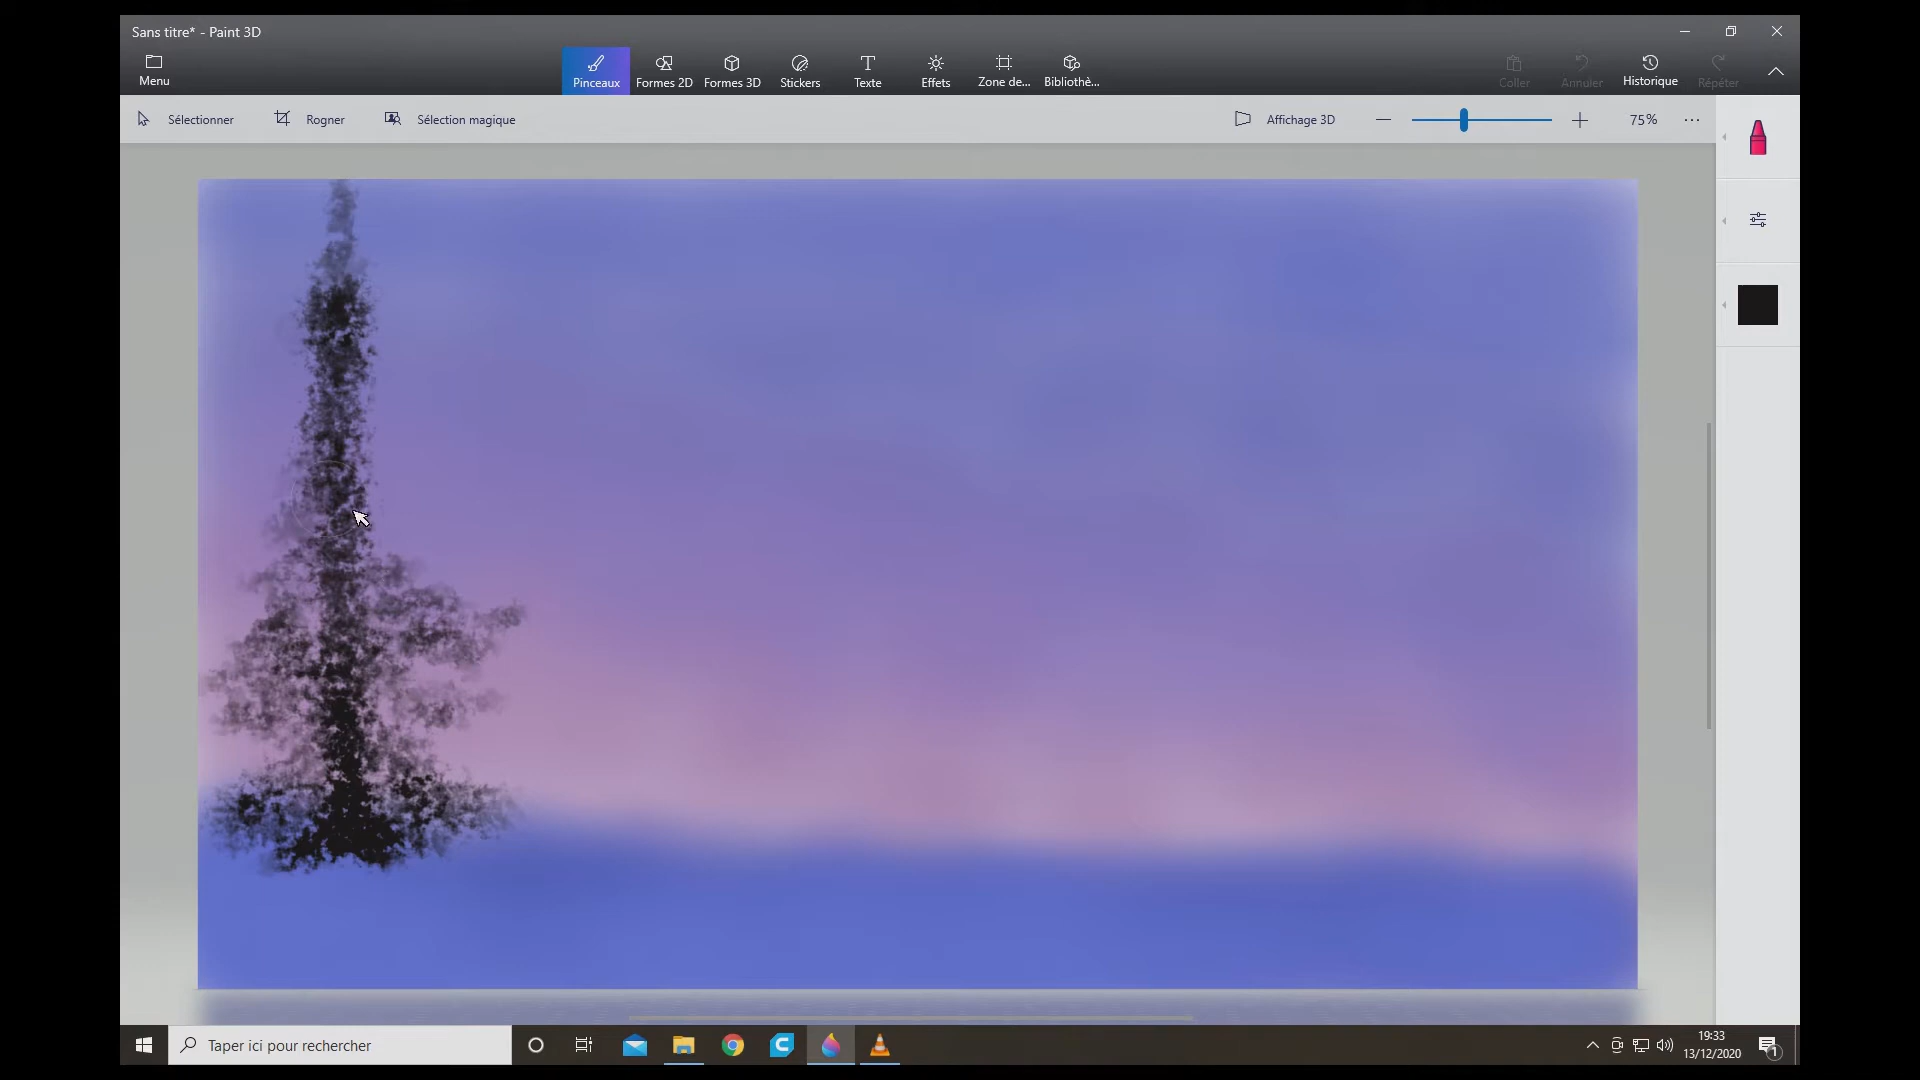 Sans titre* - Paint 3D
Menu
Pinceaux
Formes 2D
Formes 3D
Stickers
Texte
Effets
Zone de...
Bibliothè...
Coller
Annuler
Historique
Répéter
Sélectionner
Rogner
Sélection magique
Affichage 3D
75%
Taper ici pour rechercher
19:33
13/12/2020
1